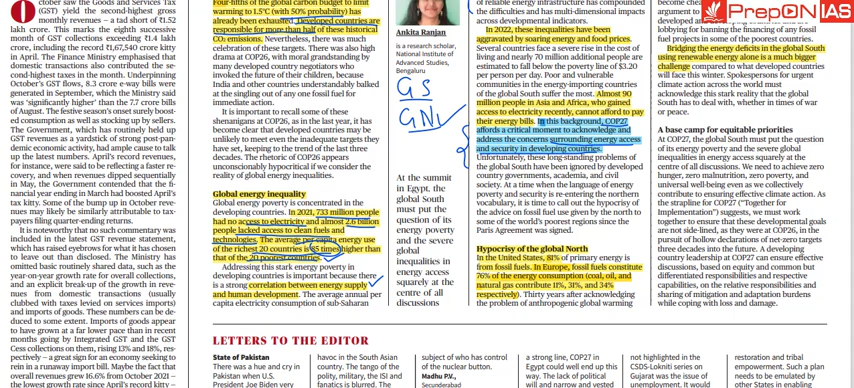 ctober saw the Goods and Services Tax
(GST) yield the second-highest gross
monthly revenues – a tad short of ₹1.52
lakh crore. This marks the eighth successive
month of GST collections exceeding ₹1.4 lakh
crore, including the record ₹1,67,540 crore kitty
in April. The Finance Ministry emphasised that
domestic transactions also contributed the sec-
ond-highest taxes in the month. Underpinning
October's GST flows, 8.3 crore e-way bills were
generated in September, which the Ministry said
was 'significantly higher' than the 7.7 crore bills
of August. The festive season's onset surely boost-
ed consumption as well as stocking up by sellers.
The Government, which has routinely held up
GST revenues as a yardstick of strong post-pan-
demic economic activity, had ample cause to talk
up the latest numbers. April's record revenues,
for instance, were said to be reflecting a faster re-
covery, and when revenues dipped sequentially
in May, the Government contended that the fi-
nancial year ending in March had boosted April's
tax kitty. Some of the bump up in October reve-
nues may likely be similarly attributable to tax-
payers filing quarter-end returns.
It is noteworthy that no such commentary was
included in the latest GST revenue statement,
which has raised eyebrows for what it has chosen
to leave out than disclosed. The Ministry has
omitted basic routinely shared data, such as the
year-on-year growth rate for overall collections,
and an explicit break-up of the growth in reve-
nues from domestic transactions (usually
clubbed with taxes levied on services imports)
and imports of goods. These numbers can be de-
duced to some extent. Imports of goods appear
to have grown at a far lower pace than in recent
months going by Integrated GST and the GST
Cess collections on them, rising 13% and 18%, res-
pectively – a great sign for an economy seeking to
rein in a runaway import bill. Maybe the fact that
overall revenues grew 16.6% from October 2021 –
the lowest growth rate since April's record kitty –
Four-fifths of the global carbon budget to limit
warming to 1.5°C (with 50% probability) has
already been exhausted. Developed countries are
responsible for more than half of these historical
CO₂ emissions. Nevertheless, there was much
celebration of these targets. There was also high
drama at COP26, with moral grandstanding by
many developed country negotiators who
invoked the future of their children, because
India and other countries understandably balked
at the singling out of any one fossil fuel for
immediate action.
It is important to recall some of these
shenanigans at COP26, as in the last year, it has
become clear that developed countries may be
unlikely to meet even the inadequate targets they
have set, keeping to the trend of the last three
decades. The rhetoric of COP26 appears
unconscionably hypocritical if we consider the
reality of global energy inequality.
Global energy inequality
Global energy poverty is concentrated in the
developing countries. In 2021, 733 million people
had no access to electricity and almost 2.6 billion
people lacked access to clean fuels and
technologies. The average per capita energy use
of the richest 20 countries is 85 times higher than
that of the 20 poorest countries.
Addressing this stark energy poverty in
developing countries is important because there
is a strong correlation between energy supply
and human development. The average annual per
capita electricity consumption of sub-Saharan
Ankita Ranjan
is a research scholar,
National Institute of
Advanced Studies,
Bengaluru
GS
At the summit
in Egypt, the
global South
must put the
question of its
energy poverty
and the severe
global
inequalities in
energy access
squarely at the
centre of all
discussions
of reliable energy infrastructure has compounded
the difficulties and has multi-dimensional impacts
across developmental indicators.
In 2022, these inequalities have been
aggravated by soaring energy and food prices.
Several countries face a severe rise in the cost of
living and nearly 70 million additional people are
estimated to fall below the poverty line of $3.20
per person per day. Poor and vulnerable
communities in the energy-importing countries
of the global South suffer the most. Almost 90
million people in Asia and Africa, who gained
access to electricity recently, cannot afford to pay
their energy bills. In this background, COP27
affords a critical moment to acknowledge and
address the concerns surrounding energy access
and security in developing countries.
Unfortunately, these long-standing problems of
the global South have been ignored by developed
country governments, academia, and civil
society. At a time when the language of energy
poverty and security is re-entering the northern
vocabulary, it is time to call out the hypocrisy of
the advice on fossil fuel use given by the north to
some of the world's poorest regions since the
Paris Agreement was signed.
Hypocrisy of the global North
In the United States, 81% of primary energy is
from fossil fuels. In Europe, fossil fuels constitute
76% of the energy consumption (coal, oil, and
natural gas contribute 11%, 31%, and 34%
respectively). Thirty years after acknowledging
the problem of anthropogenic global warming
PrepON IAS
become
argument to
developed a
lobbying for banning the financing of any fossil
fuel projects in some of the poorest countries.
Bridging the energy deficits in the global South
using renewable energy alone is a much bigger
challenge compared to what developed countries
will face this winter. Spokespersons for urgent
climate action across the world must
acknowledge this stark reality that the global
South has to deal with, whether in times of war
or peace.
A base camp for equitable priorities
At COP27, the global South must put the question
of its energy poverty and the severe global
inequalities in energy access squarely at the
centre of all discussions. We need to achieve zero
hunger, zero malnutrition, zero poverty, and
universal well-being even as we collectively
contribute to ensuring effective climate action. As
the strapline for COP27 ("Together for
Implementation") suggests, we must work
together to ensure that these developmental goals
are not side-lined, as they were at COP26, in the
pursuit of hollow declarations of net-zero targets
three decades into the future. A developing
country leadership at COP27 can ensure effective
discussions, based on equity and common but
differentiated responsibilities and respective
capabilities, on the relative responsibilities and
sharing of mitigation and adaptation burdens
while coping with loss and damage.
LETTERS TO THE EDITOR
State of Pakistan
There was a hue and cry in
Pakistan when U.S.
President Joe Biden very
havoc in the South Asian
country. The tango of the
polity, military, the ISI and
fanatics is blurred. The
subject of who has control
of the nuclear button.
Madhu P.V.,
Secunderabad
a strong line, COP27 in
Egypt could well end up this
way. The lack of political
will and narrow and vested
not highlighted in the
CSDS-Lokniti series on
Gujarat was the issue of
unemployment. It would
restoration and tribal
empowerment. Such a plan
needs to be emulated by
other States in enabling